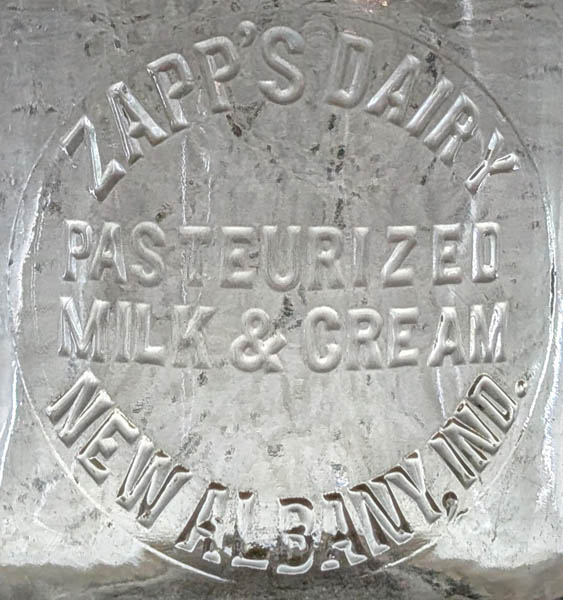 ZAPP'S DAIRY
PASTEURIZED
MILK & CREAM
NEW ALBANY, IND.